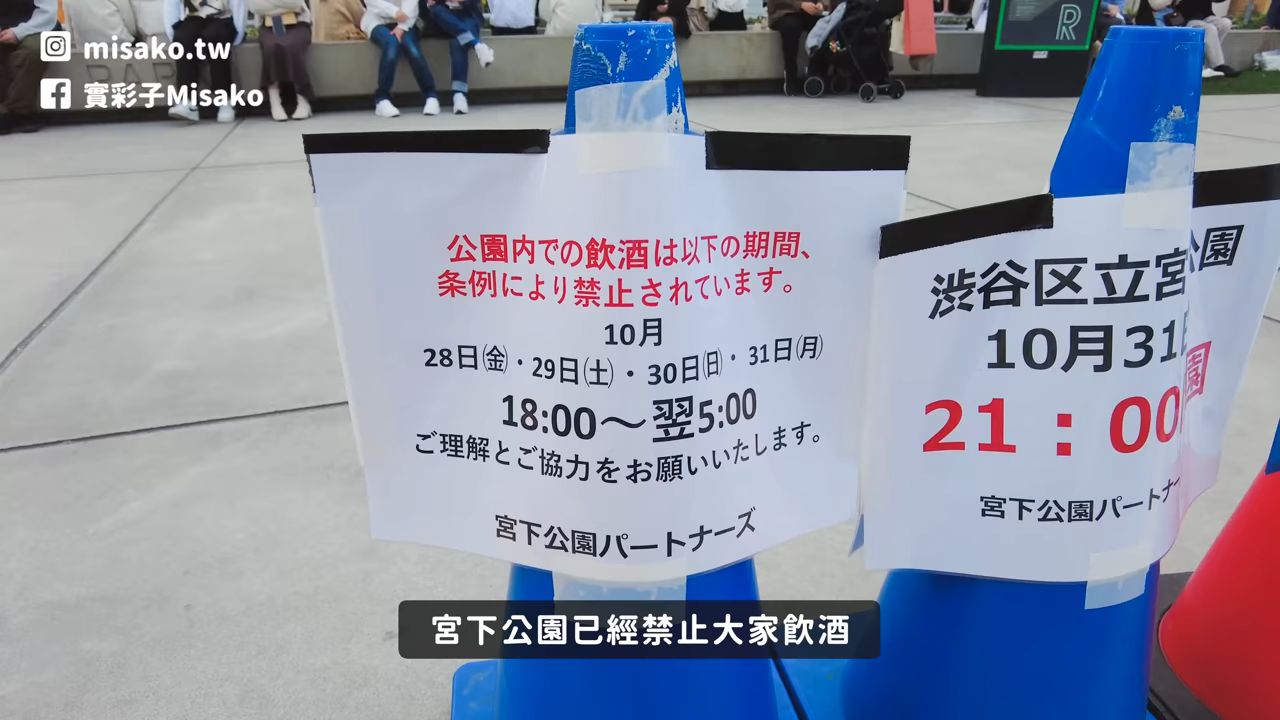 misako.tw
實彩子Misako
R
公園内での飲酒は以下の期間、
条例により禁止されています。
10月
28日㈮・29日㈯・30日㈰・31日㈪
18:00～翌5:00
ご理解とご協力をお願いいたします。
宮下公園パートナーズ
渋谷区立宮
公園
10月31
21：00
園
宮下公園パートナー
宮下公園已經禁止大家飲酒